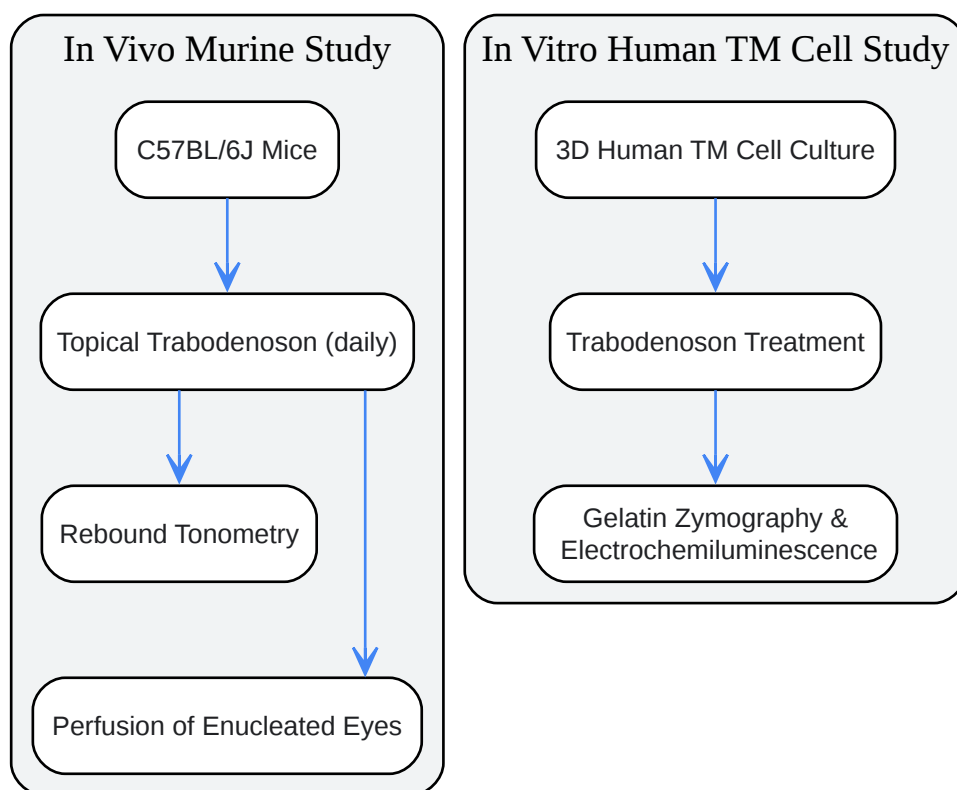 In Vivo Murine Study
C57BL/6J Mice
Topical Trabodenoson (daily)
Rebound Tonometry
Perfusion of Enucleated Eyes
In Vitro Human TM Cell Study
3D Human TM Cell Culture
Trabodenoson Treatment
Gelatin Zymography &
Electrochemiluminescence